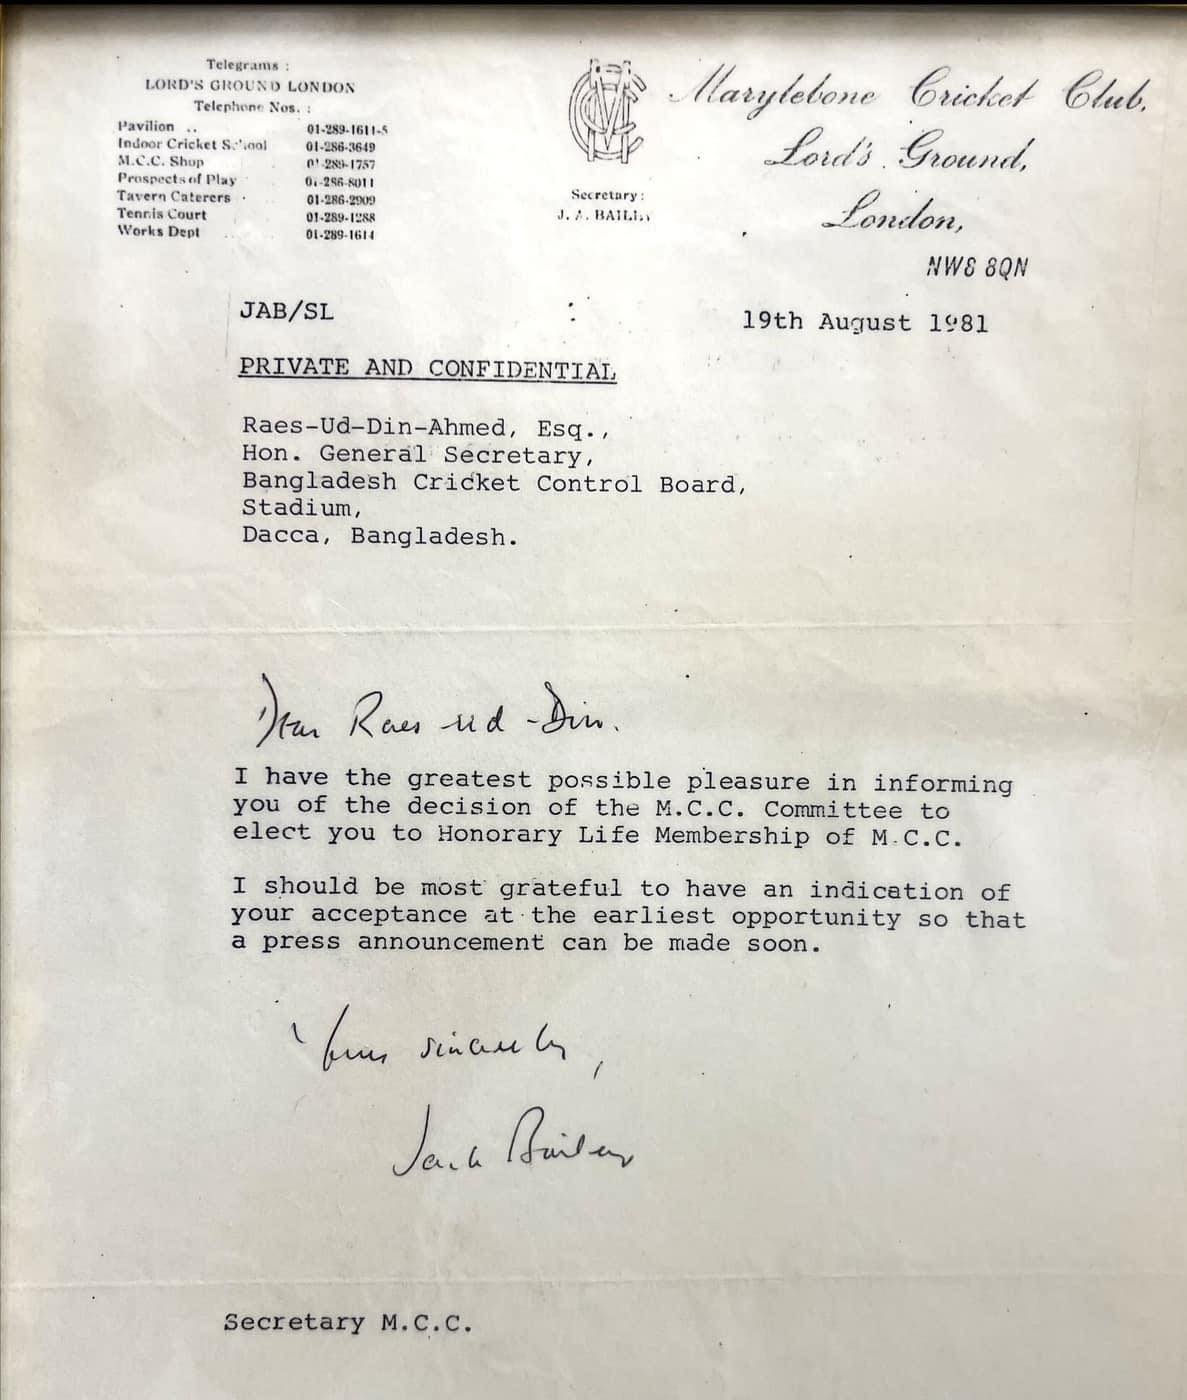 Telegrams :
LORD'S GROUND LONDON
Telephone Nos. :
Pavilion .. 01-289-1611-5
Indoor Cricket School 01-286-3649
M.C.C. Shop 01-289-1757
Prospects of Play 01-286-8011
Tavern Caterers 01-286-2909
Tennis Court 01-289-1288
Works Dept 01-289-1614
MCC
Secretary :
J. A. BAILEY
Marylebone Cricket Club,
Lord's Ground,
London,
NW8 8QN
JAB/SL
19th August 1981
PRIVATE AND CONFIDENTIAL
Raes-Ud-Din-Ahmed, Esq.,
Hon. General Secretary,
Bangladesh Cricket Control Board,
Stadium,
Dacca, Bangladesh.
Dear Raes-ud-Din.
I have the greatest possible pleasure in informing
you of the decision of the M.C.C. Committee to
elect you to Honorary Life Membership of M.C.C.
I should be most grateful to have an indication of
your acceptance at the earliest opportunity so that
a press announcement can be made soon.
Yours sincerely,
Jack Bailey
Secretary M.C.C.